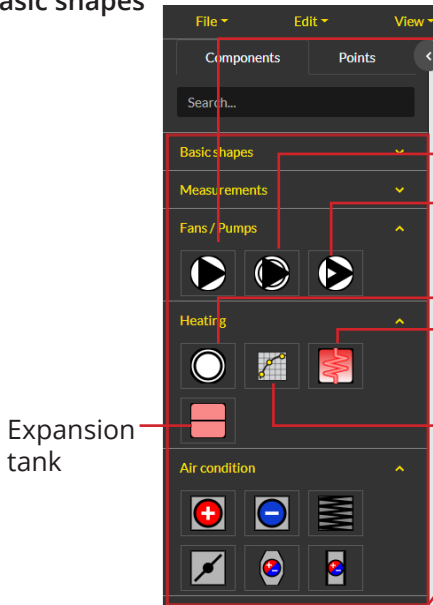 asic shapes
File Edit View
Components Points
Search...
Basic shapes
Measurements
Fans / Pumps
Heating
Expansion
tank
Air condition